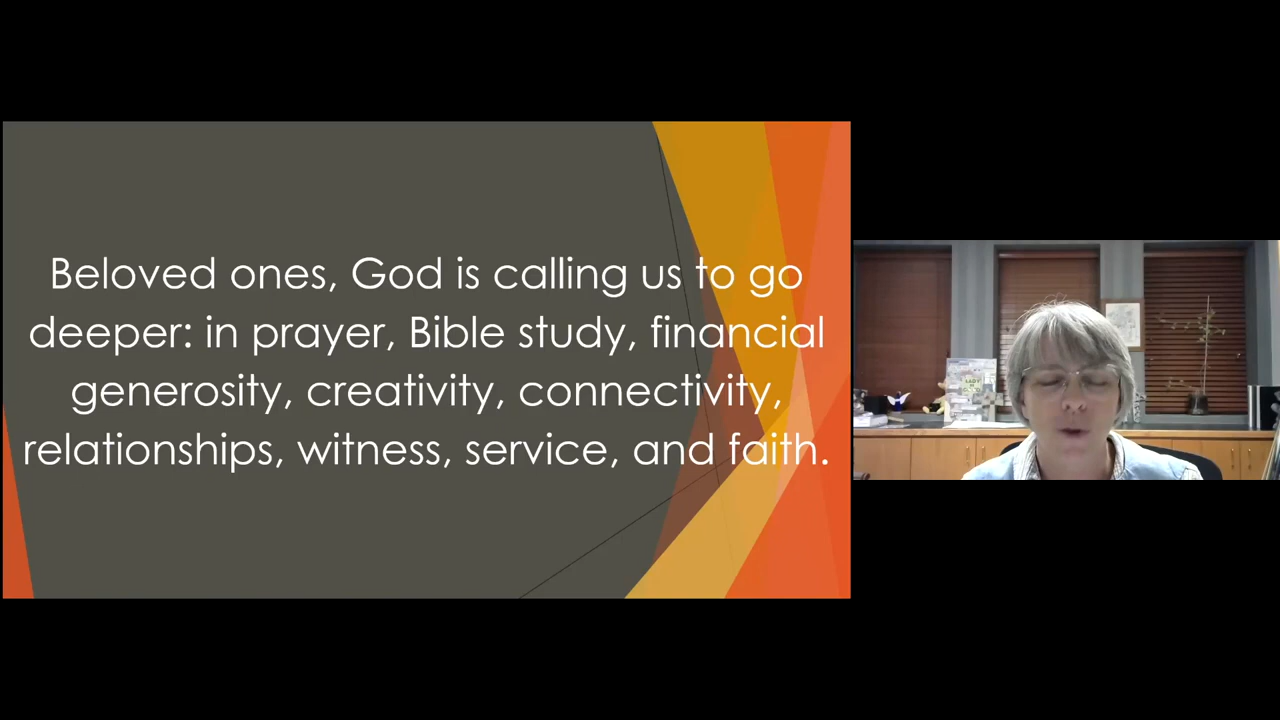 Beloved ones, God is calling us to go
deeper: in prayer, Bible study, financial
generosity, creativity, connectivity,
relationships, witness, service, and faith.